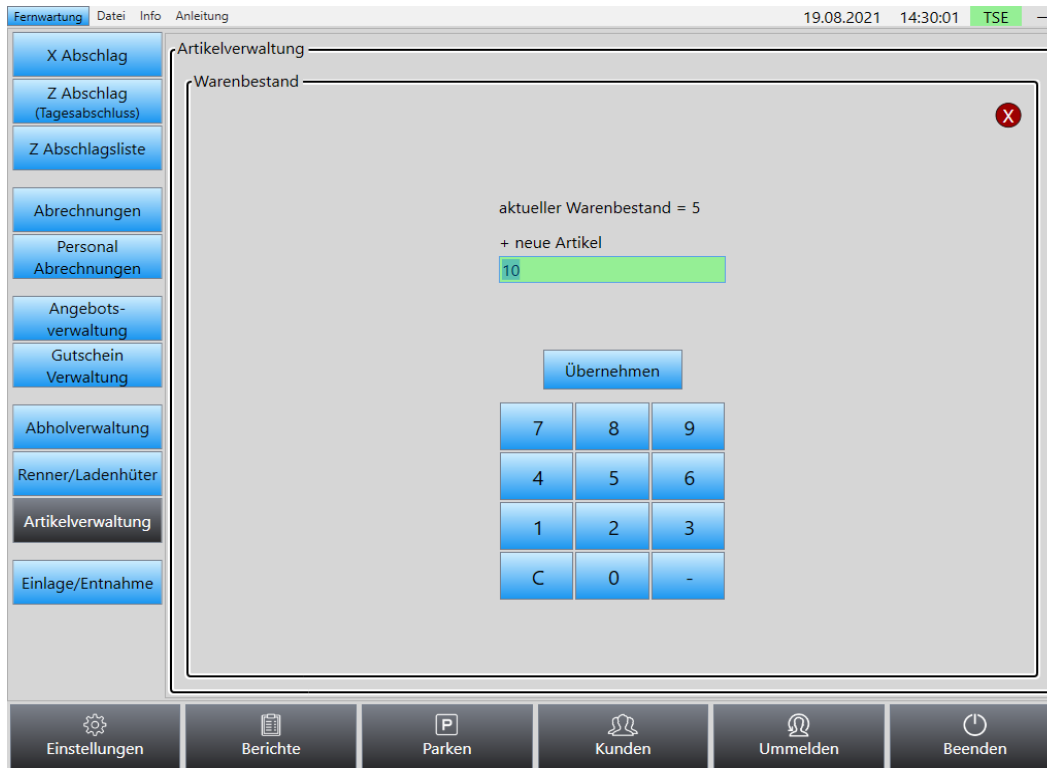 Fernwartung Datei Info Anleitung 19.08.2021 14:30:01 TSE
X Abschlag
Z Abschlag
(Tagesabschluss)
Z Abschlagsliste
Abrechnungen
Personal
Abrechnungen
Angebots-
verwaltung
Gutschein
Verwaltung
Abholverwaltung
Renner/Ladenhüter
Artikelverwaltung
Einlage/Entnahme
Artikelverwaltung
Warenbestand
X
aktueller Warenbestand = 5
+ neue Artikel
10
Übernehmen
7 8 9
4 5 6
1 2 3
C 0 -
P
Einstellungen Berichte Parken Kunden Ummelden Beenden